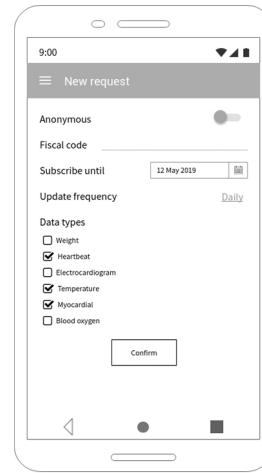 9:00
New request
Anonymous
Fiscal code
Subscribe until 12 May 2019
Update frequency Daily
Data types
Weight
Heartbeat
Electrocardiogram
Temperature
Myocardial
Blood oxygen
Confirm